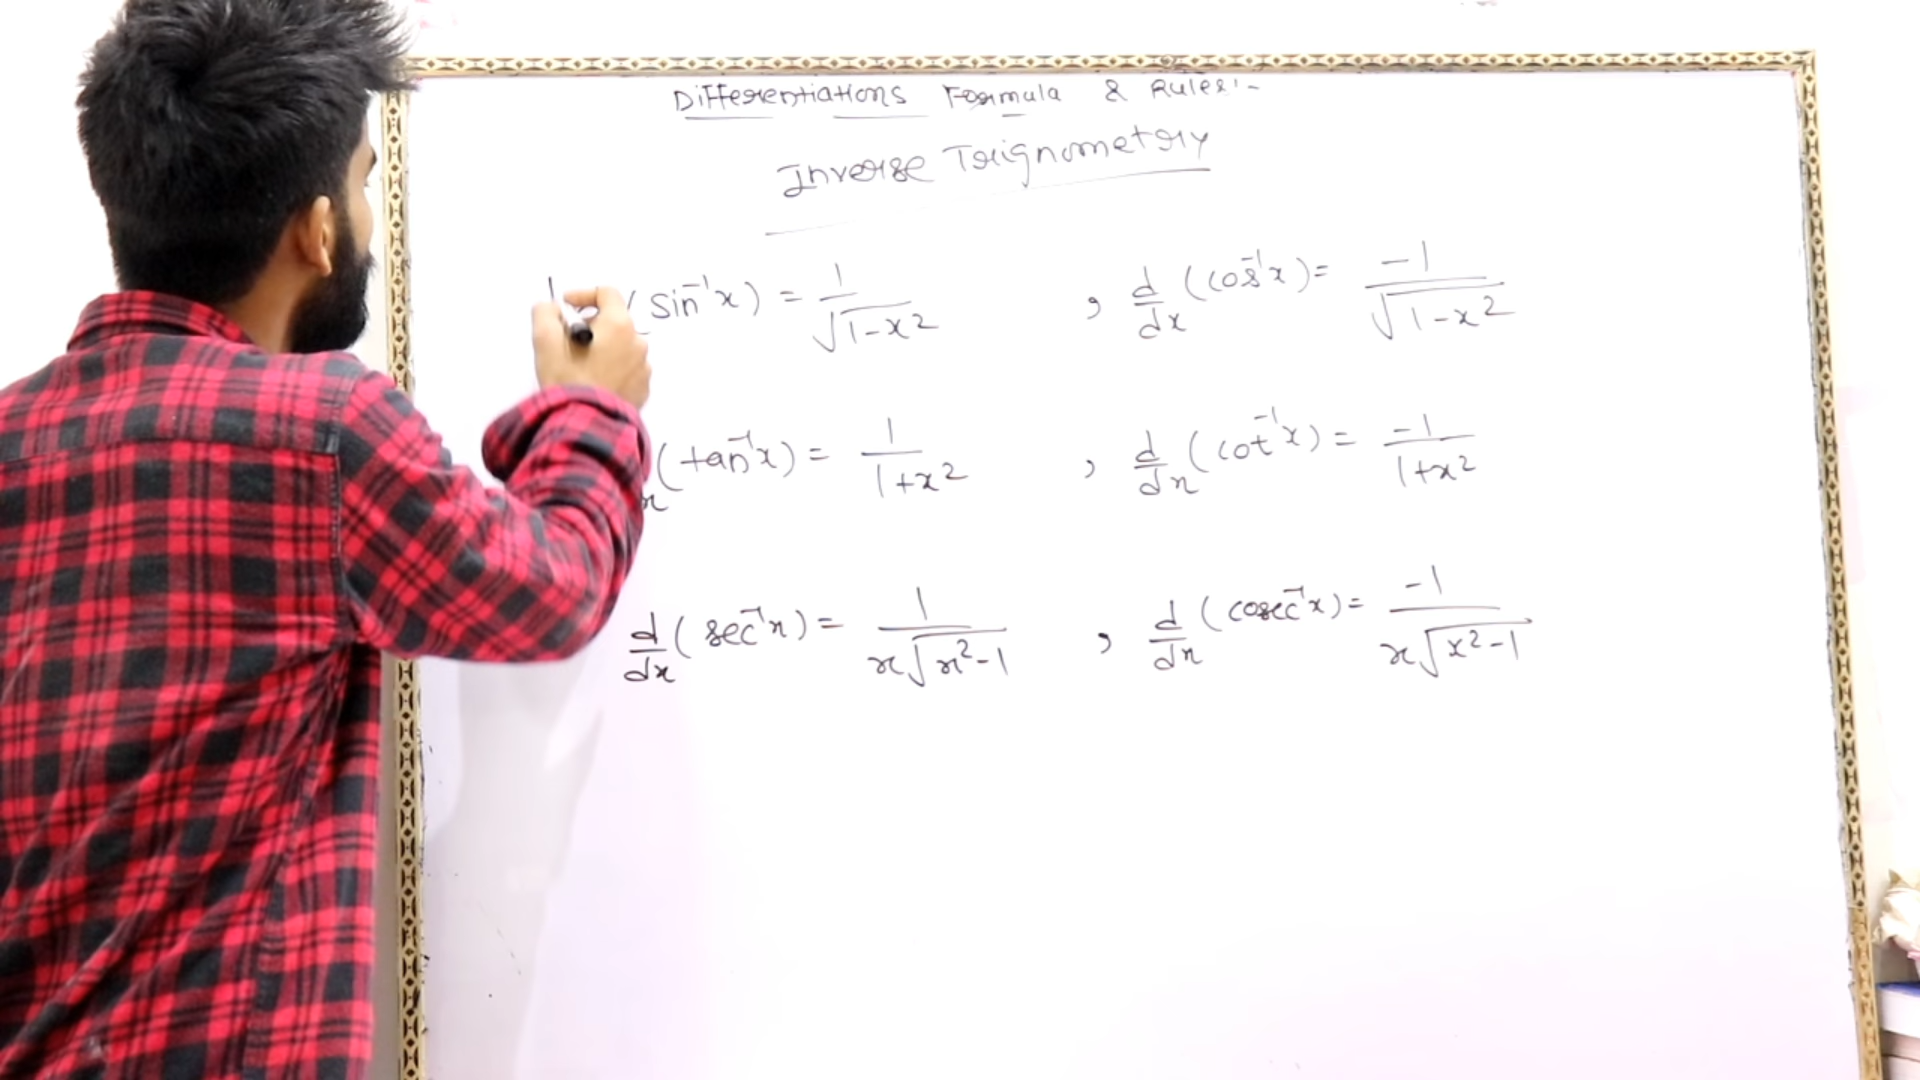 Differentiations Formula & Rules:-
Inverse Trignometry
(sin⁻¹x) = 1/√(1-x²) , d/dx (cos⁻¹x) = -1/√(1-x²)
x (tan⁻¹x) = 1/(1+x²) , d/dx (cot⁻¹x) = -1/(1+x²)
d/dx (sec⁻¹x) = 1/(x√(x²-1)) , d/dx (cosec⁻¹x) = -1/(x√(x²-1))